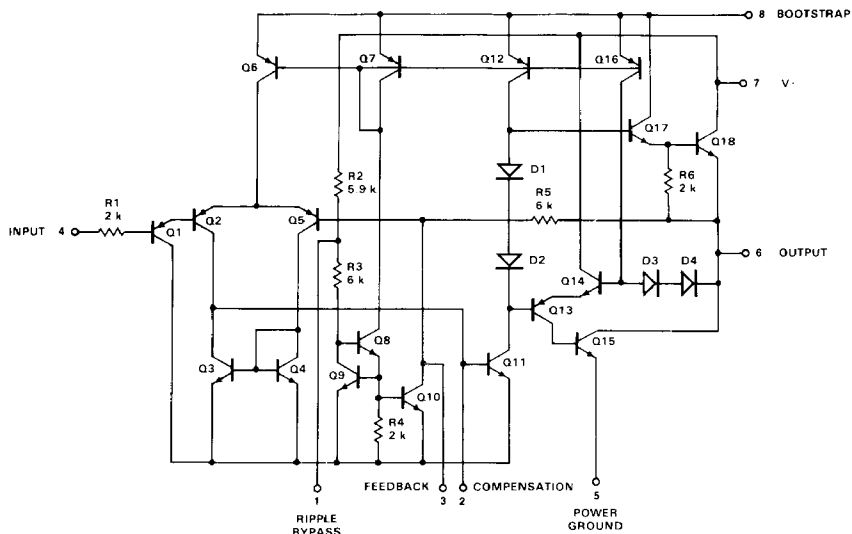 8 BOOTSTRAP
Q6
Q7
Q12
Q16
7 V-
Q17
Q18
D1
R2
5.9 k
R5
6 k
R6
2 k
R1
2 k
INPUT 4
Q1
Q2
Q5
6 OUTPUT
D2
Q14
D3
D4
R3
6 k
Q13
Q8
Q15
Q3
Q4
Q9
Q11
Q10
R4
2 k
FEEDBACK
COMPENSATION
1
3
2
5
RIPPLE
BYPASS
POWER
GROUND